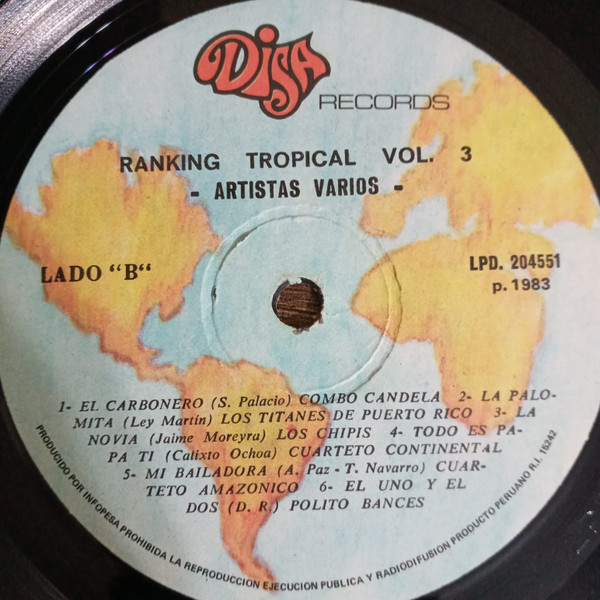 DISA
RECORDS
RANKING TROPICAL VOL. 3
- ARTISTAS VARIOS -
LADO "B"
LPD. 204551
p. 1983
1- EL CARBONERO (S. Palacio) COMBO CANDELA 2- LA PALO-
MITA (Ley Martín) LOS TITANES DE PUERTO RICO 3- LA
NOVIA (Jaime Moreyra) LOS CHIPIS 4- TODO ES PA-
PA TI (Calixto Ochoa) CUARTETO CONTINENTAL
5- MI BAILADORA (A. Paz - T. Navarro) CUAR-
TETO AMAZONICO 6- EL UNO Y EL
DOS (D. R.) POLITO BANCES
PRODUCIDO POR INFOPESA PROHIBIDA LA REPRODUCCION EJECUCION PUBLICA Y RADIODIFUSION PRODUCTO PERUANO R.I. 16242